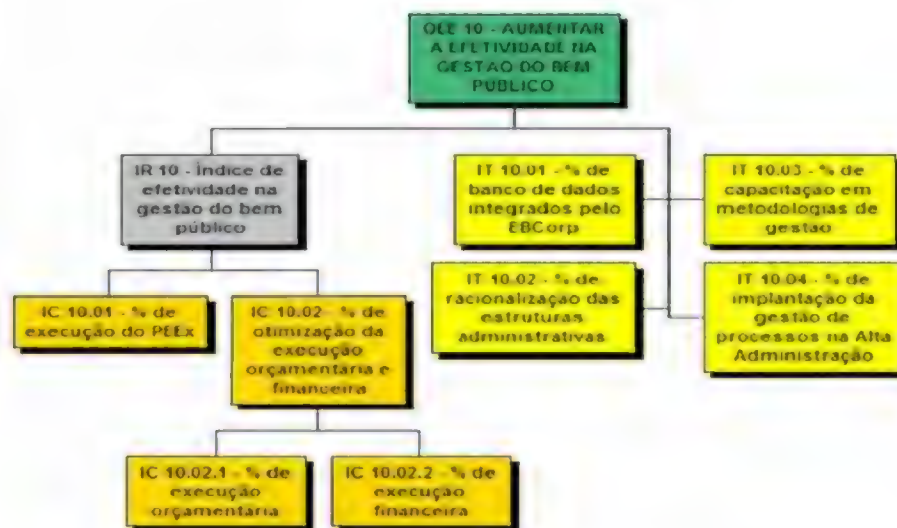 OEE 10 - AUMENTAR
A EFETIVIDADE NA
GESTÃO DO BEM
PÚBLICO
IR 10 - Índice de
efetividade na
gestão do bem
público
IT 10.01 - % de
banco de dados
integrados pelo
EBCorp
IT 10.03 - % de
capacitação em
metodologias de
gestão
IC 10.01 - % de
execução do PEEx
IC 10.02 - % de
otimização da
execução
orçamentária e
financeira
IT 10.02 - % de
racionalização das
estruturas
administrativas
IT 10.04 - % de
implantação da
gestão de
processos na Alta
Administração
IC 10.02.1 - % de
execução
orçamentária
IC 10.02.2 - % de
execução
financeira